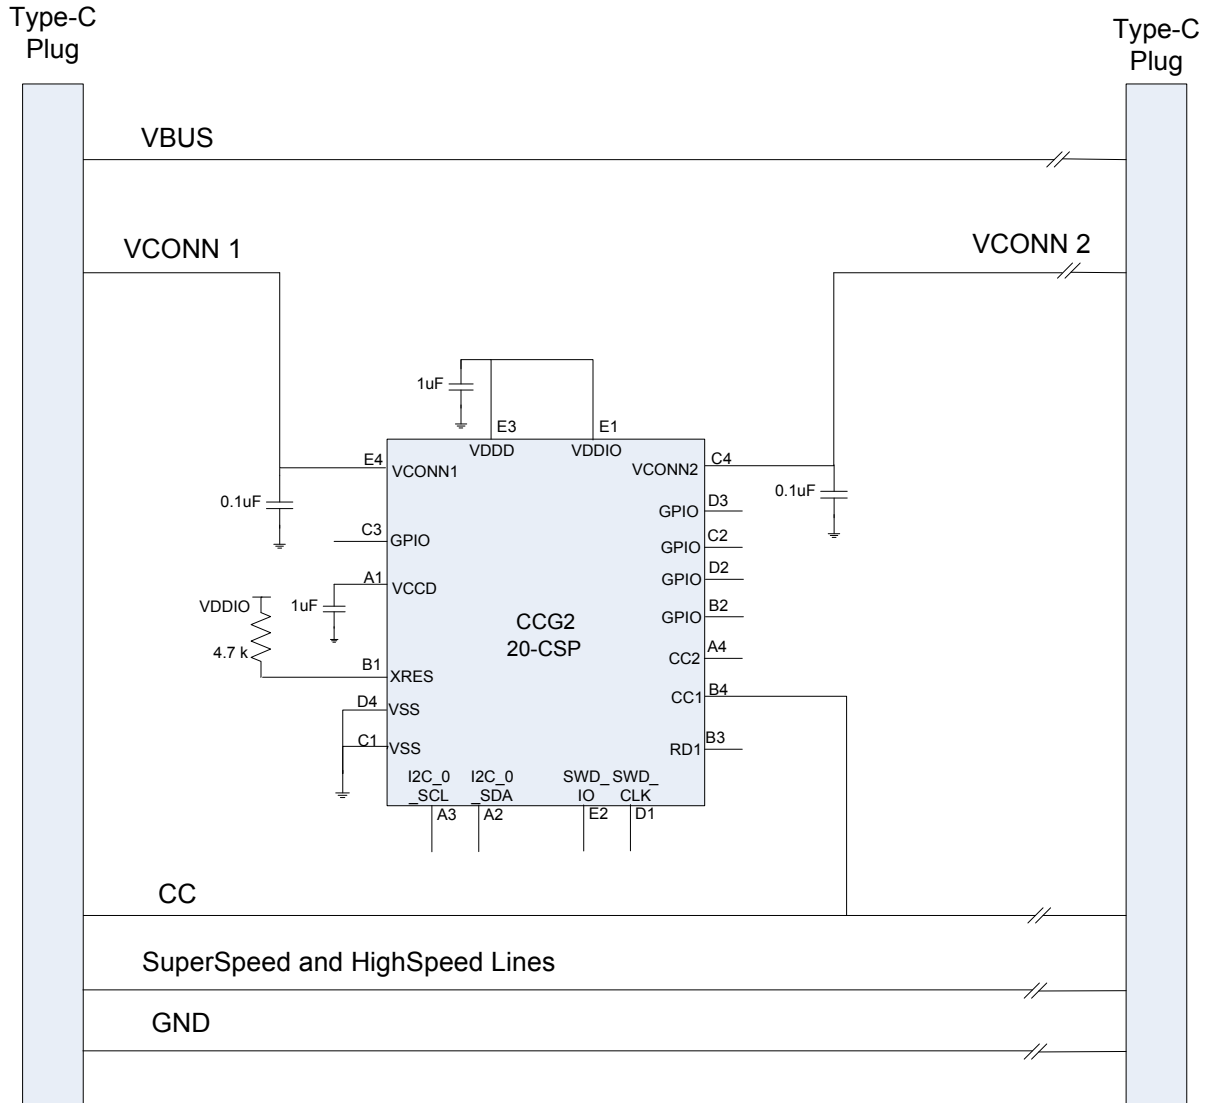 Type-C
Plug
Type-C
Plug
VBUS
VCONN 1
VCONN 2
1uF
E3
E1
VDDD
VDDIO
E4
VCONN1
VCONN2
C4
0.1uF
0.1uF
D3
GPIO
C3
GPIO
C2
GPIO
A1
VCCD
D2
GPIO
VDDIO
1uF
B2
GPIO
4.7 k
CCG2
20-CSP
A4
CC2
B1
XRES
B4
CC1
D4
VSS
C1
VSS
B3
RD1
I2C_0
_SCL
I2C_0
_SDA
SWD_
IO
SWD_
CLK
A3
A2
E2
D1
CC
SuperSpeed and HighSpeed Lines
GND